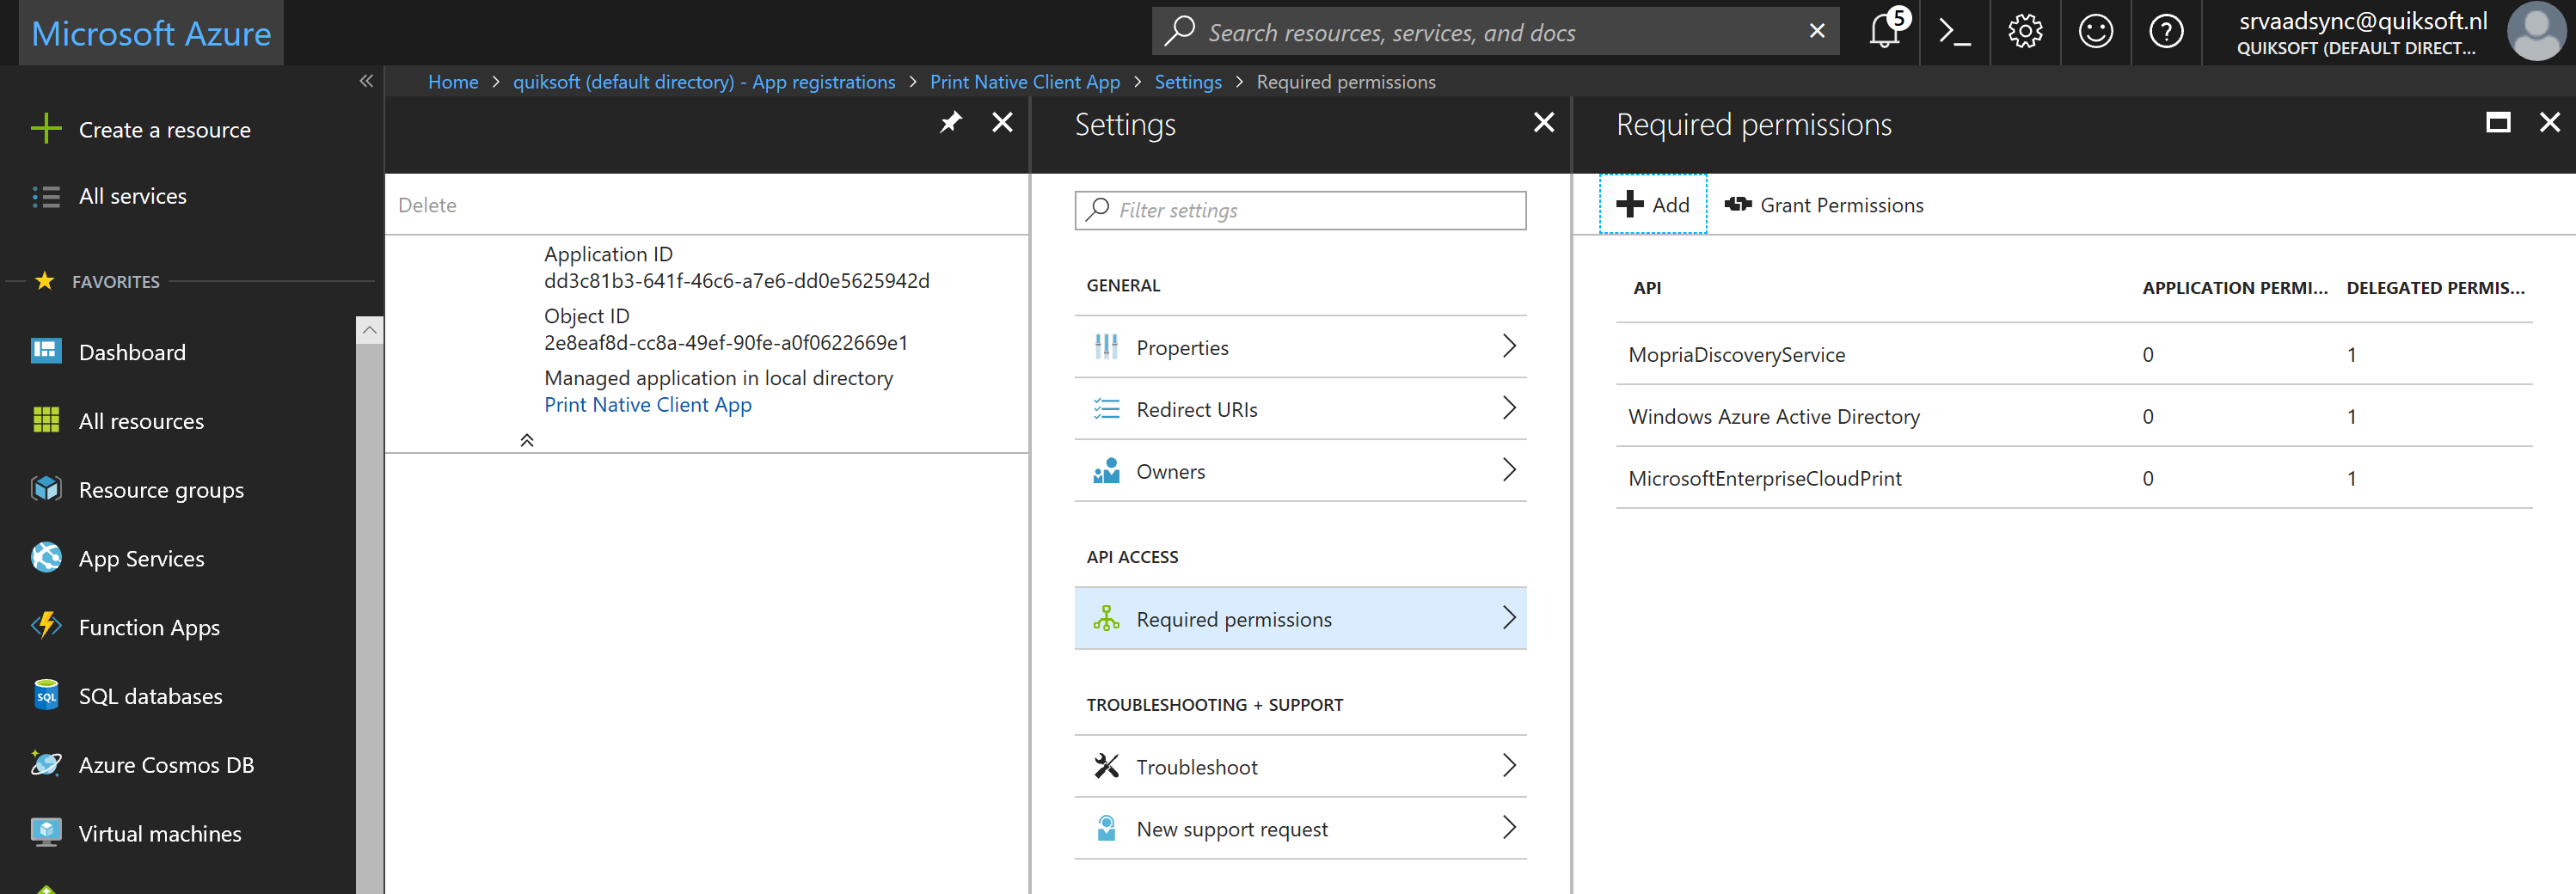 Microsoft Azure
Search resources, services, and docs
5
srvaadsync@quiksoft.nl
QUIKSOFT (DEFAULT DIRECT...
Home > quiksoft (default directory) - App registrations > Print Native Client App > Settings > Required permissions
Create a resource
All services
FAVORITES
Dashboard
All resources
Resource groups
App Services
Function Apps
SQL databases
SQL
Azure Cosmos DB
Virtual machines
Delete
Application ID
dd3c81b3-641f-46c6-a7e6-dd0e5625942d
Object ID
2e8eaf8d-cc8a-49ef-90fe-a0f0622669e1
Managed application in local directory
Print Native Client App
Settings
Filter settings
GENERAL
Properties
Redirect URIs
Owners
API ACCESS
Required permissions
TROUBLESHOOTING + SUPPORT
Troubleshoot
New support request
Required permissions
Add
Grant Permissions
API APPLICATION PERMI... DELEGATED PERMIS...
MopriaDiscoveryService 0 1
Windows Azure Active Directory 0 1
MicrosoftEnterpriseCloudPrint 0 1